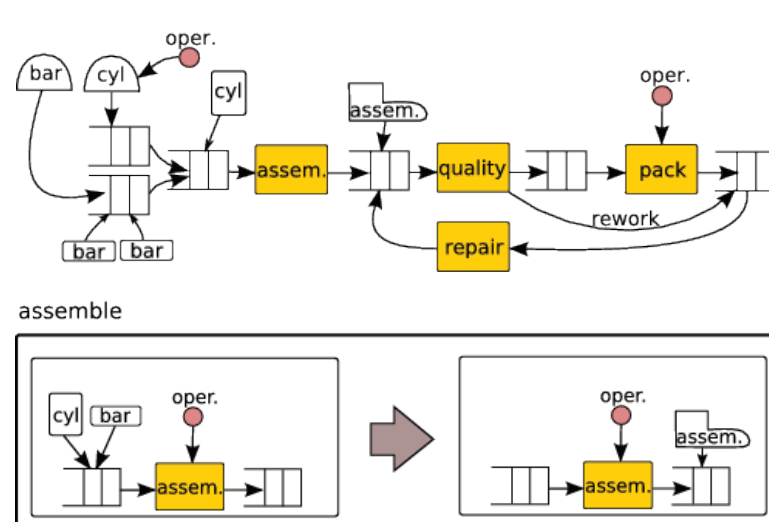 oper.
bar
cyl
cyl
assem.
oper.
assem.
quality
pack
rework
repair
bar
bar
assemble
cyl
bar
oper.
assem.
oper.
assem.
assem.